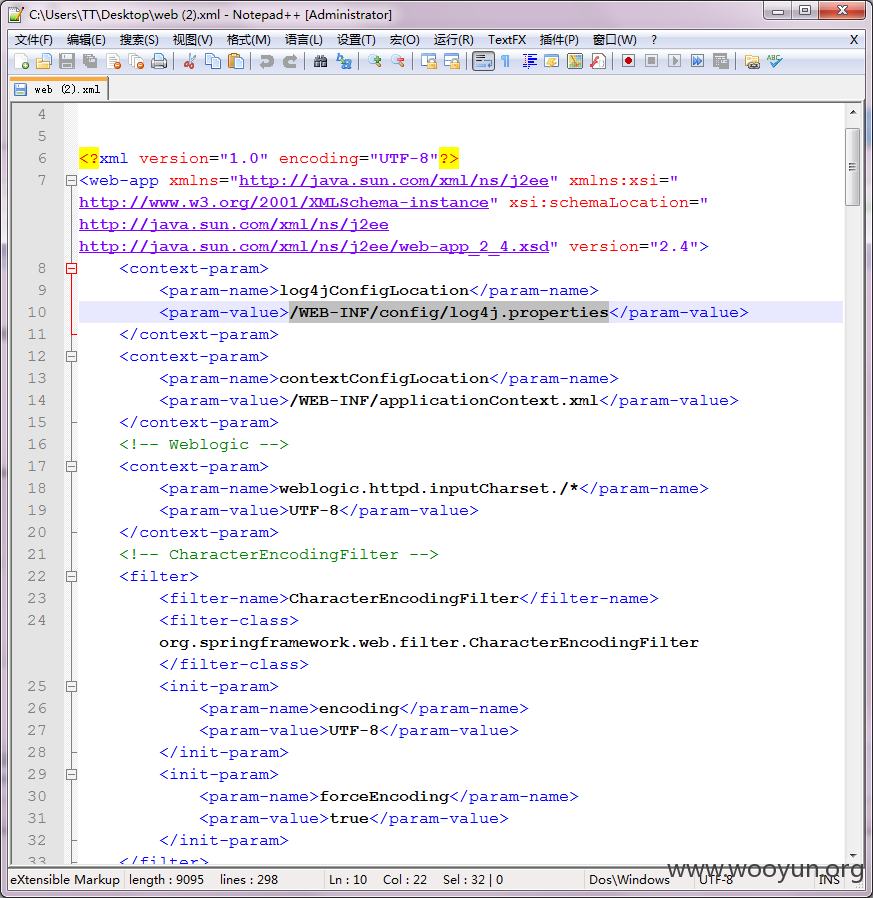 C:\Users\TT\Desktop\web (2).xml - Notepad++ [Administrator]
文件(F) 编辑(E) 搜索(S) 视图(V) 格式(M) 语言(L) 设置(T) 宏(O) 运行(R) TextFX 插件(P) 窗口(W) ? X
web (2).xml
4
5
6 <?xml version="1.0" encoding="UTF-8"?>
7 <web-app xmlns="http://java.sun.com/xml/ns/j2ee" xmlns:xsi="
http://www.w3.org/2001/XMLSchema-instance" xsi:schemaLocation="
http://java.sun.com/xml/ns/j2ee
http://java.sun.com/xml/ns/j2ee/web-app_2_4.xsd" version="2.4">
8 <context-param>
9 <param-name>log4jConfigLocation</param-name>
10 <param-value>/WEB-INF/config/log4j.properties</param-value>
11 </context-param>
12 <context-param>
13 <param-name>contextConfigLocation</param-name>
14 <param-value>/WEB-INF/applicationContext.xml</param-value>
15 </context-param>
16 <!-- Weblogic -->
17 <context-param>
18 <param-name>weblogic.httpd.inputCharset./*</param-name>
19 <param-value>UTF-8</param-value>
20 </context-param>
21 <!-- CharacterEncodingFilter -->
22 <filter>
23 <filter-name>CharacterEncodingFilter</filter-name>
24 <filter-class>
org.springframework.web.filter.CharacterEncodingFilter
</filter-class>
25 <init-param>
26 <param-name>encoding</param-name>
27 <param-value>UTF-8</param-value>
28 </init-param>
29 <init-param>
30 <param-name>forceEncoding</param-name>
31 <param-value>true</param-value>
32 </init-param>
33 </filter>
www.wooyun.org
eXtensible Markup length : 9095 lines : 298 Ln : 10 Col : 22 Sel : 32 | 0 Dos\Windows UTF-8 INS